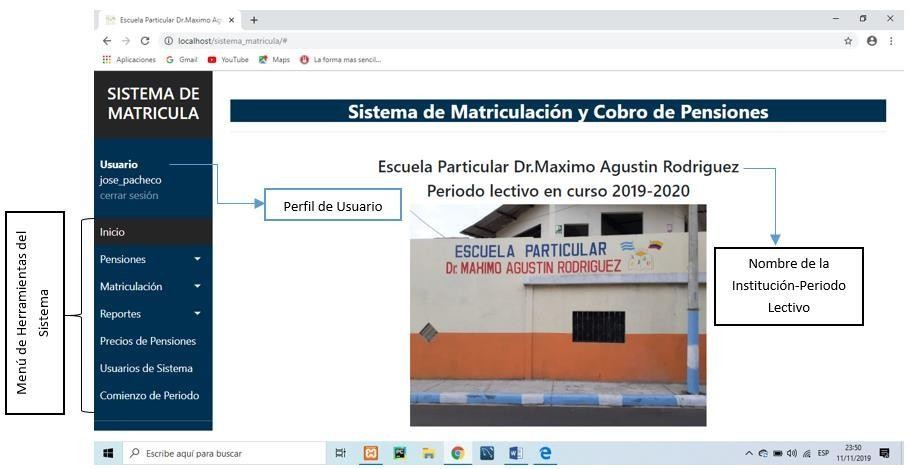 Escuela Particular Dr.Maximo Ag
localhost/sistema_matricula/#
Aplicaciones
Gmail
YouTube
Maps
La forma mas sencil...
SISTEMA DE
MATRICULA
Usuario
jose_pacheco
cerrar sesión
Inicio
Pensiones
Matriculación
Reportes
Precios de Pensiones
Usuarios de Sistema
Comienzo de Periodo
Menú de Herramientas del
Sistema
Sistema de Matriculación y Cobro de Pensiones
Escuela Particular Dr.Maximo Agustin Rodriguez
Periodo lectivo en curso 2019-2020
Perfil de Usuario
ESCUELA PARTICULAR
Dr. MAXIMO AGUSTIN RODRIGUEZ
Nombre de la
Institución-Periodo
Lectivo
Escribe aquí para buscar
ESP
23:50
11/11/2019